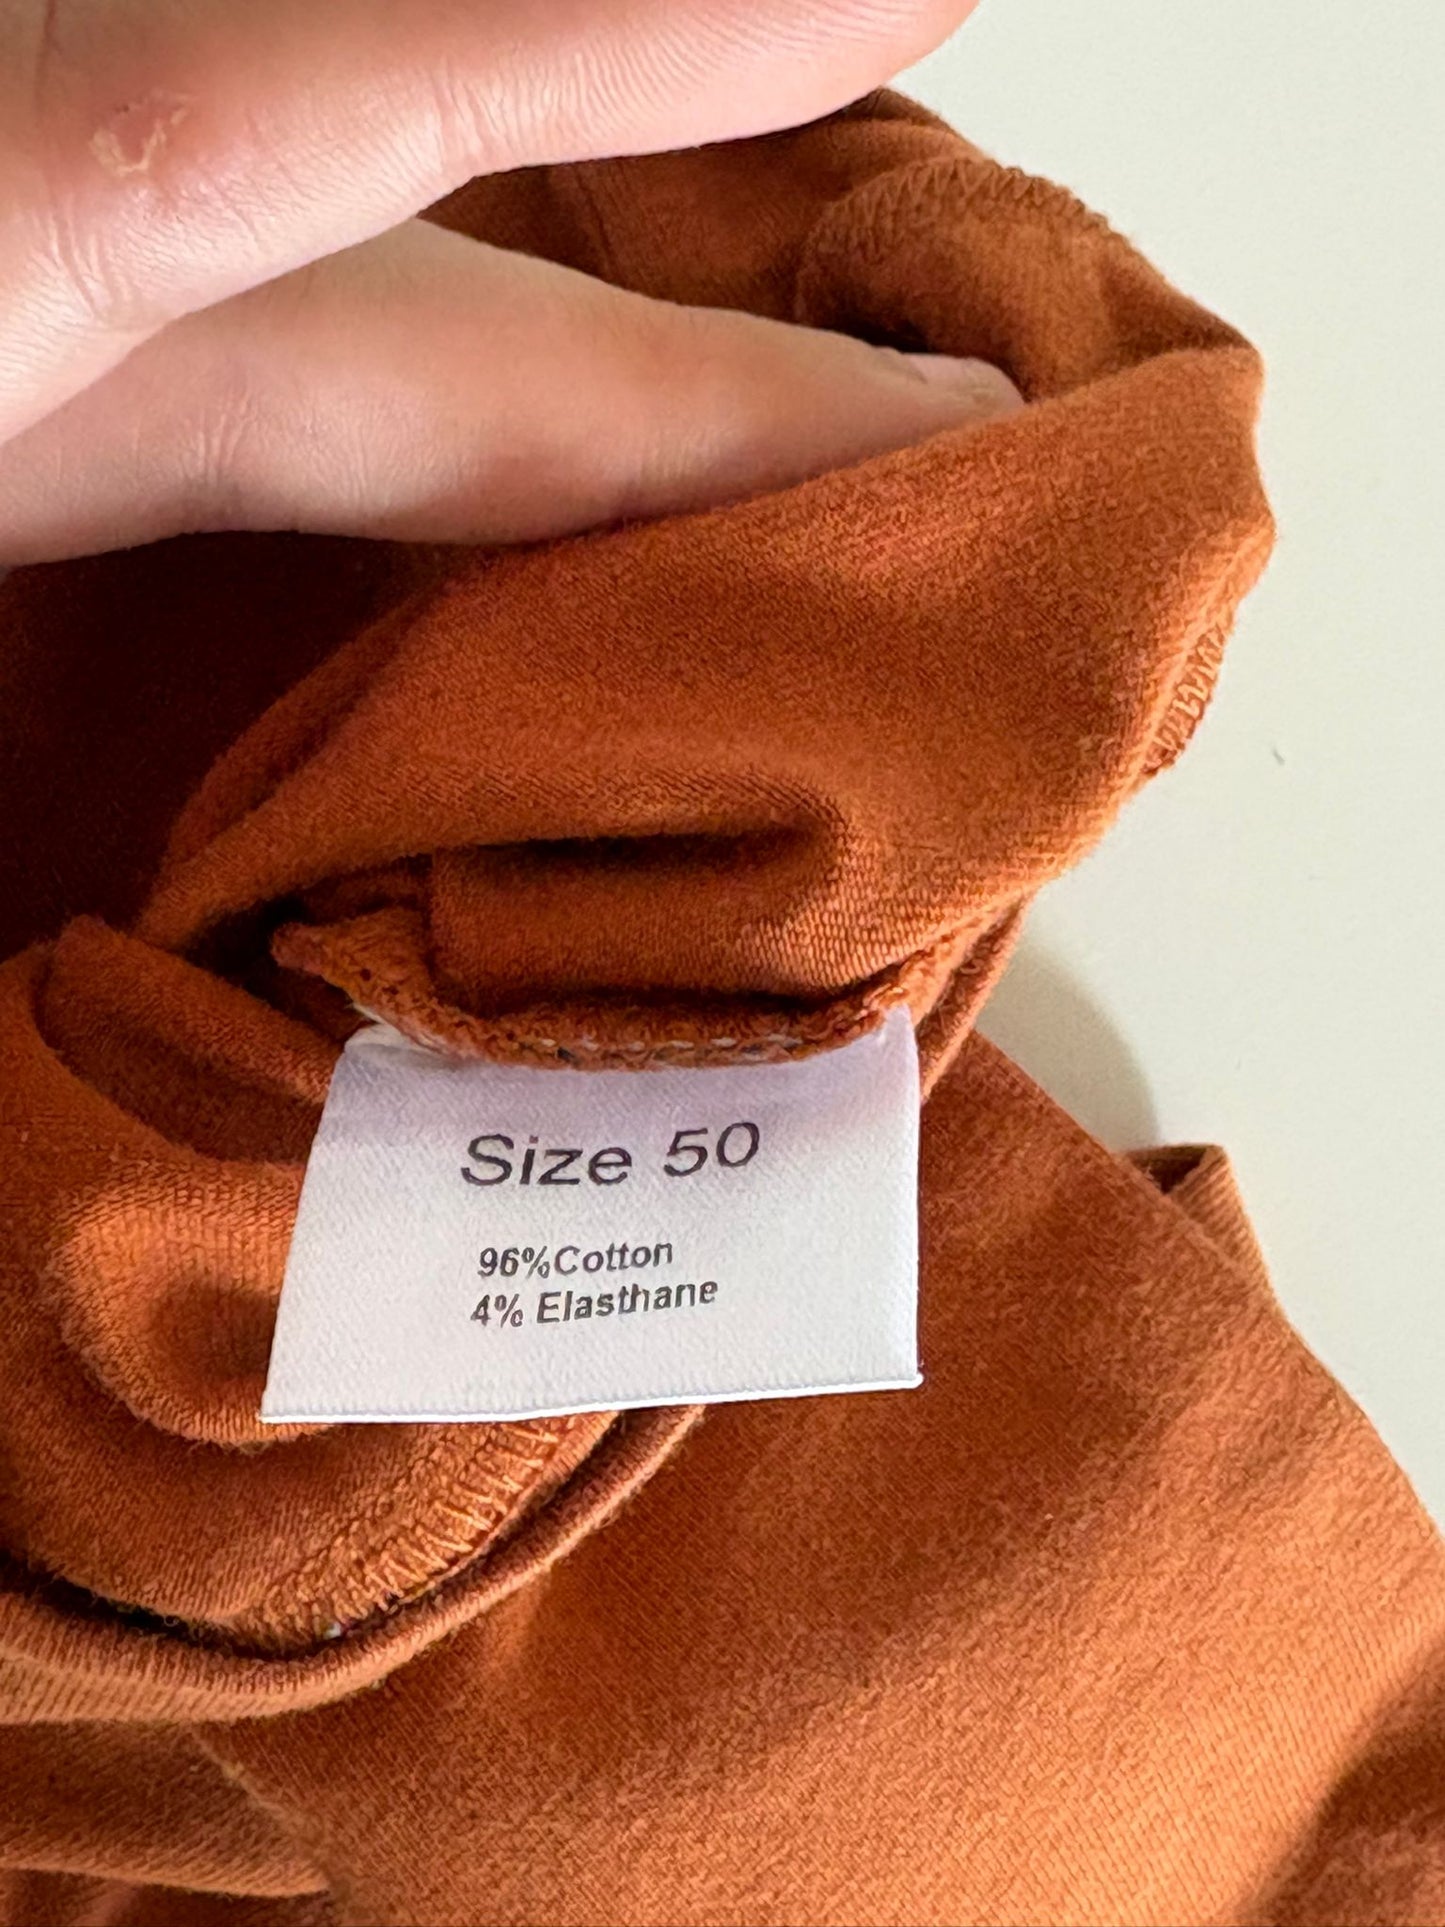 Size 50
96%Cotton
4% Elasthane